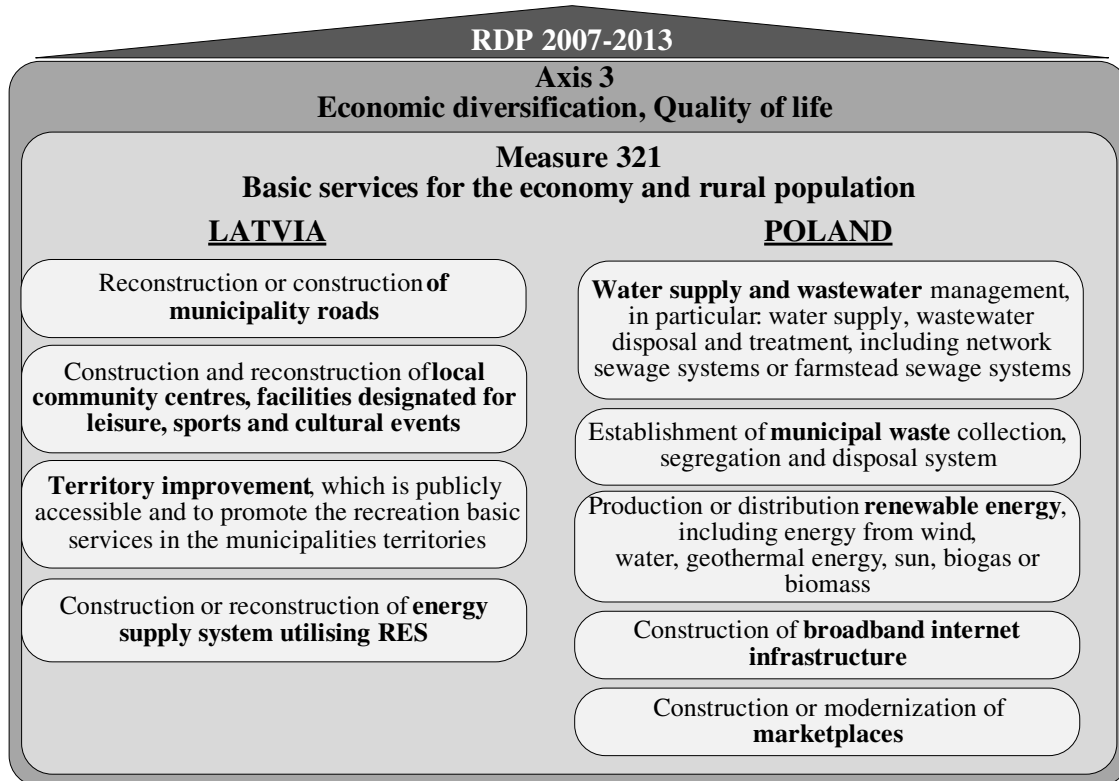 RDP 2007-2013
Axis 3
Economic diversification, Quality of life
Measure 321
Basic services for the economy and rural population
LATVIA
Reconstruction or construction of
municipality roads
Construction and reconstruction of local
community centres, facilities designated for
leisure, sports and cultural events
Territory improvement, which is publicly
accessible and to promote the recreation basic
services in the municipalities territories
Construction or reconstruction of energy
supply system utilising RES
POLAND
Water supply and wastewater management,
in particular: water supply, wastewater
disposal and treatment, including network
sewage systems or farmstead sewage systems
Establishment of municipal waste collection,
segregation and disposal system
Production or distribution renewable energy,
including energy from wind,
water, geothermal energy, sun, biogas or
biomass
Construction of broadband internet
infrastructure
Construction or modernization of
marketplaces